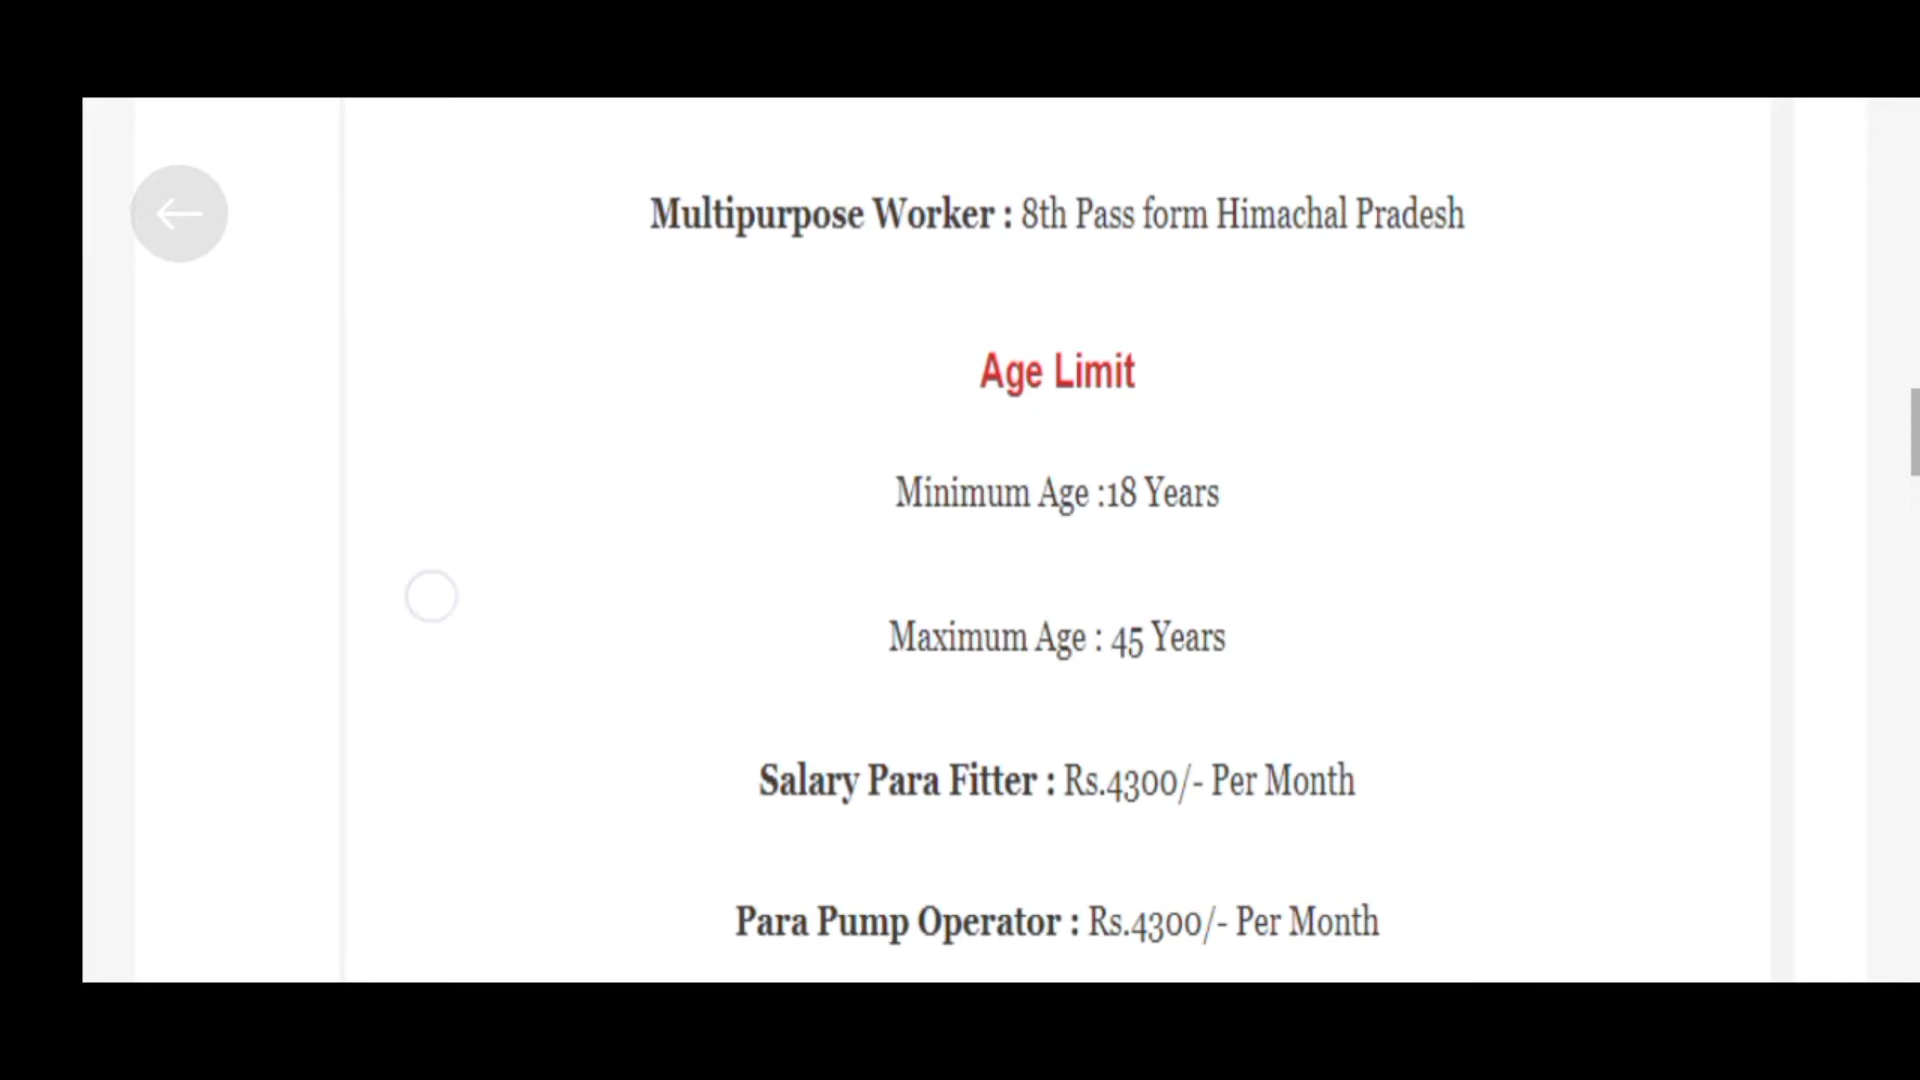 Multipurpose Worker : 8th Pass form Himachal Pradesh
Age Limit
Minimum Age :18 Years
Maximum Age : 45 Years
Salary Para Fitter : Rs.4300/- Per Month
Para Pump Operator : Rs.4300/- Per Month